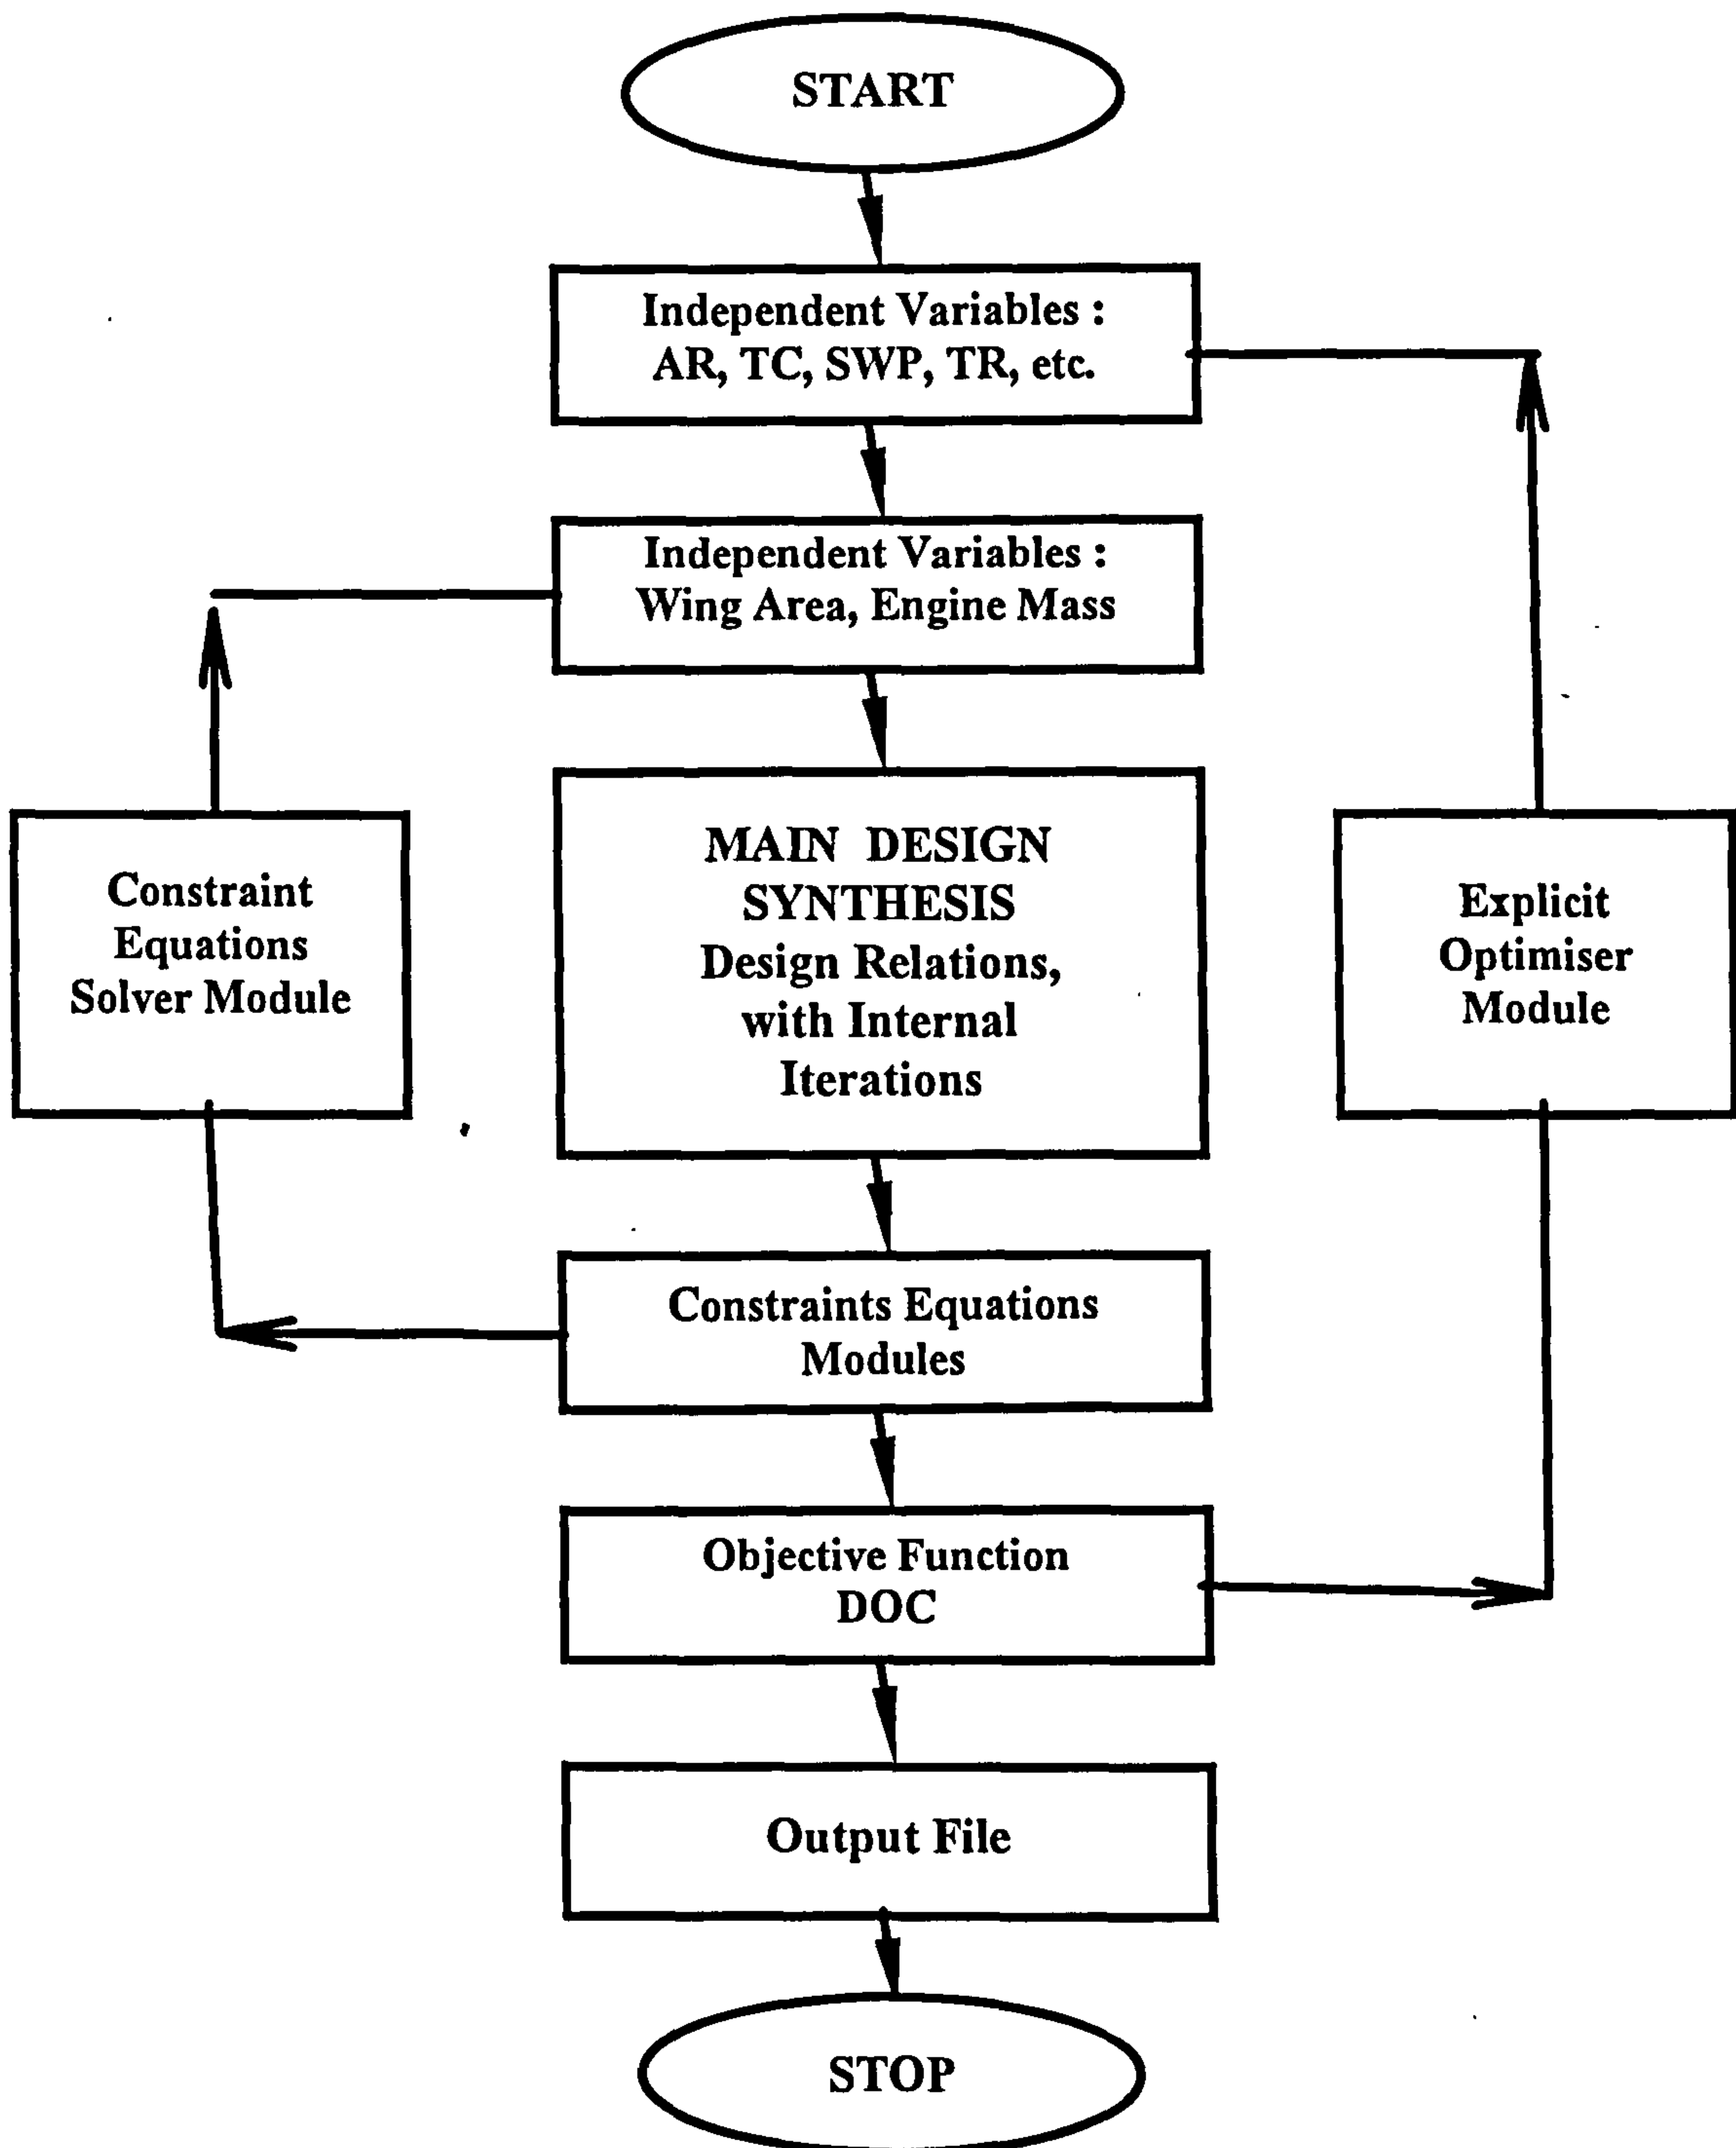 START
Independent Variables :
AR, TC, SWP, TR, etc.
Independent Variables :
Wing Area, Engine Mass
MAIN DESIGN
SYNTHESIS
Design Relations,
with Internal
Iterations
Constraint
Equations
Solver Module
Explicit
Optimiser
Module
Constraints Equations
Modules
Objective Function
DOC
Output File
STOP